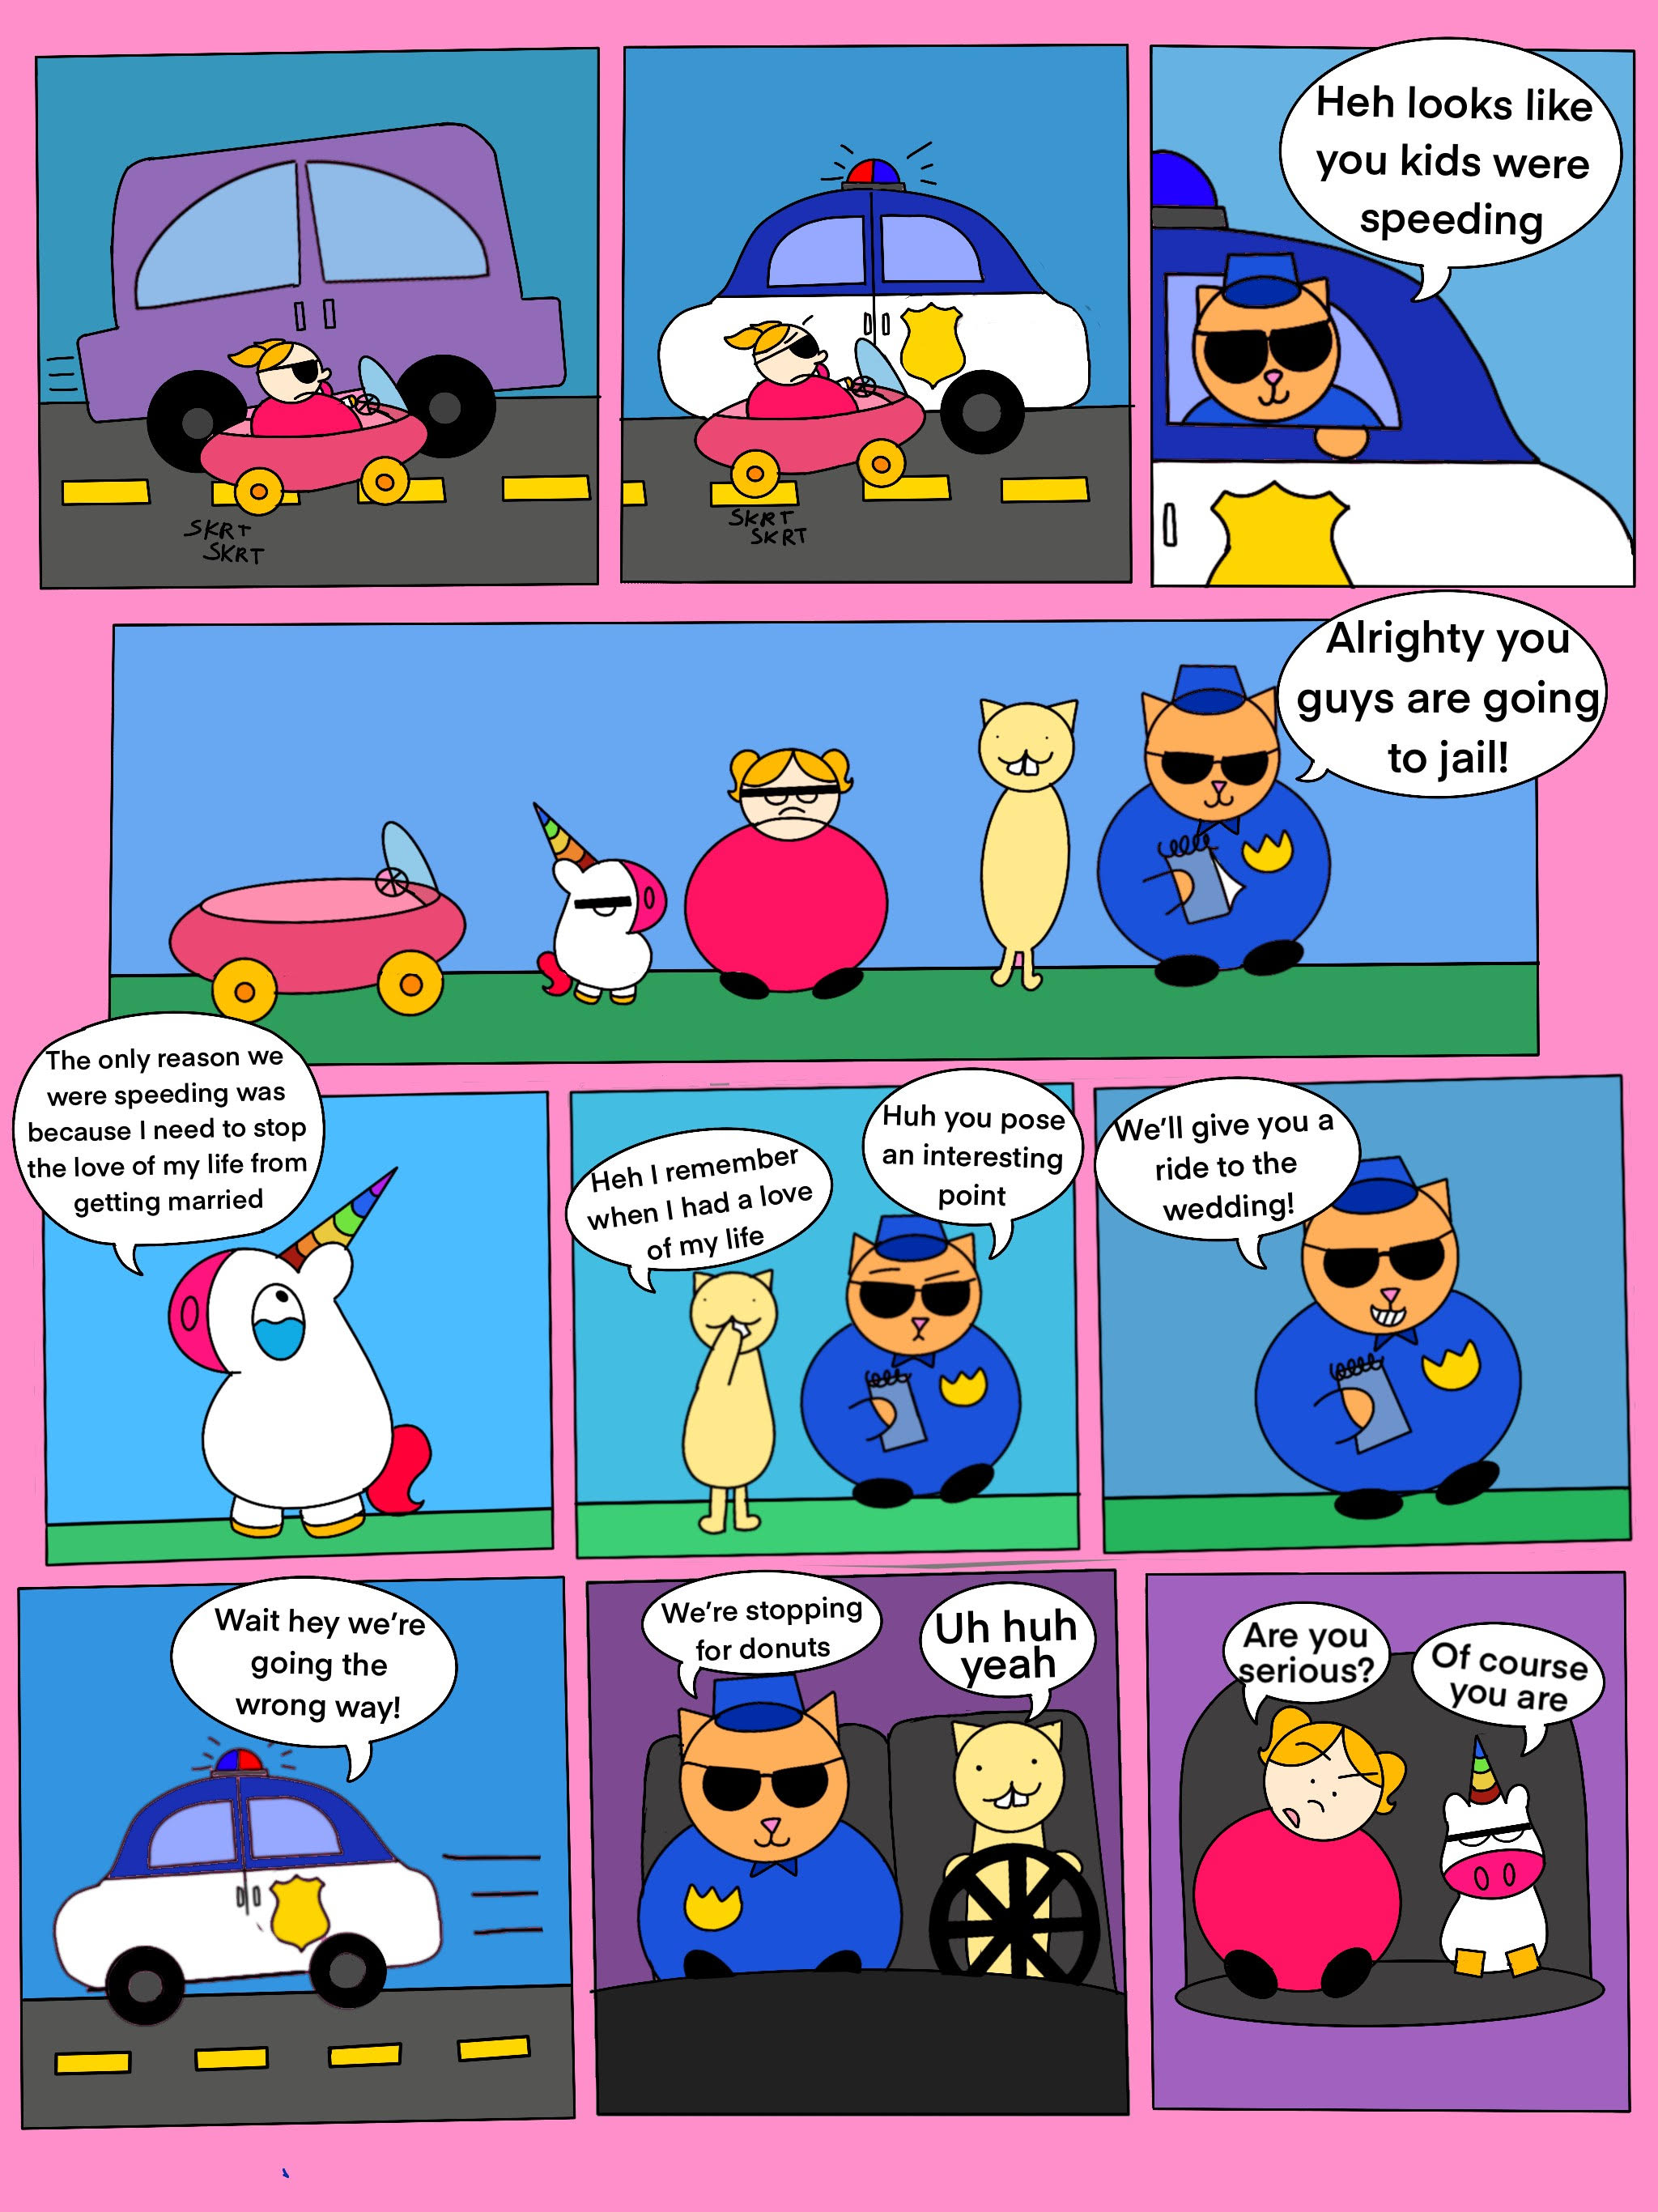 SKRT
SKRT
SKRT
SKRT
Heh looks like
you kids were
speeding
Alrighty you
guys are going
to jail!
The only reason we
were speeding was
because I need to stop
the love of my life from
getting married
Heh I remember
when I had a love
of my life
Huh you pose
an interesting
point
We'll give you a
ride to the
wedding!
Wait hey we're
going the
wrong way!
We're stopping
for donuts
Uh huh
yeah
Are you
serious?
Of course
you are